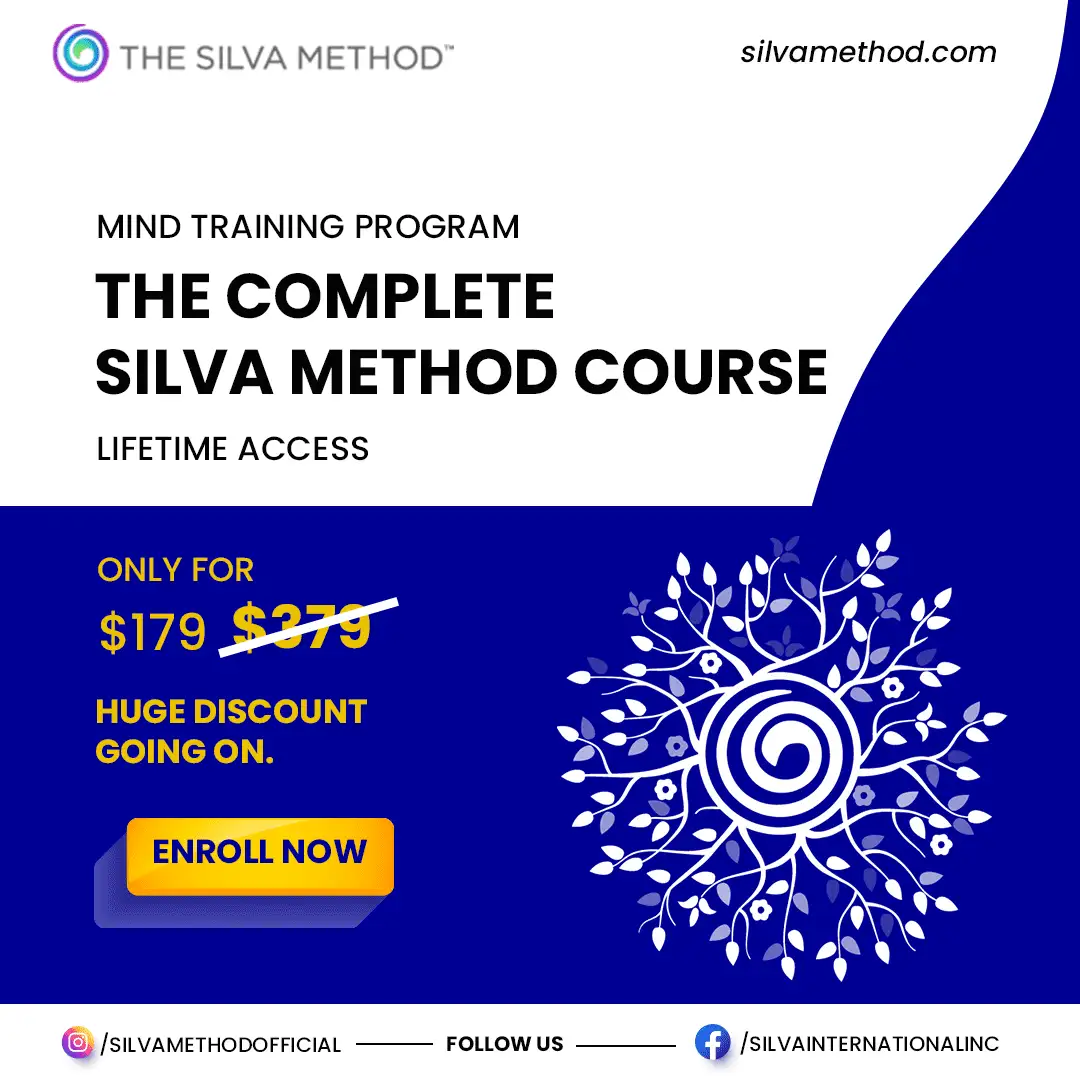 THE SILVA METHOD™
silvamethod.com
MIND TRAINING PROGRAM
THE COMPLETE
SILVA METHOD COURSE
LIFETIME ACCESS
ONLY FOR
$179 $379
HUGE DISCOUNT
GOING ON.
ENROLL NOW
/SILVAMETHODOFFICIAL FOLLOW US /SILVAINTERNATIONALINC